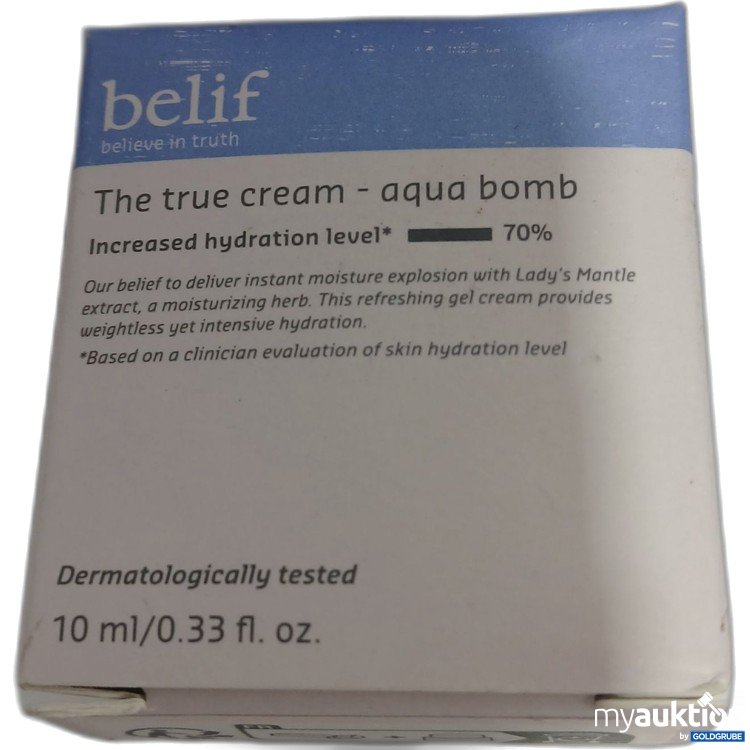 belif
believe in truth
The true cream - aqua bomb
Increased hydration level* 70%
Our belief to deliver instant moisture explosion with Lady's Mantle
extract, a moisturizing herb. This refreshing gel cream provides
weightless yet intensive hydration.
*Based on a clinician evaluation of skin hydration level
Dermatologically tested
10 ml/0.33 fl. oz.
myauktion
by GOLDGRUBE